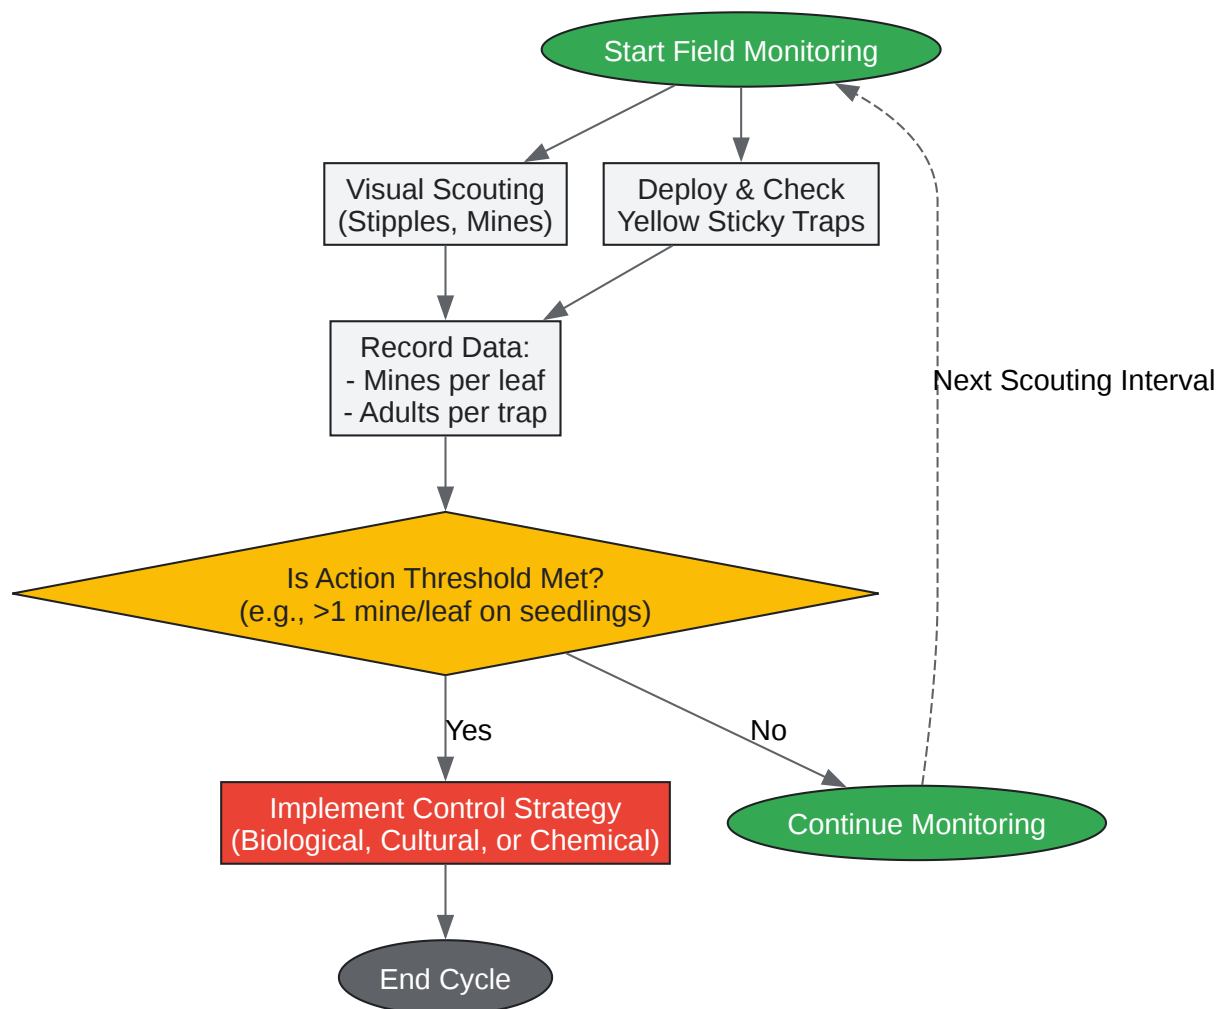 Start Field Monitoring
Visual Scouting
(Stipples, Mines)
Deploy & Check
Yellow Sticky Traps
Record Data:
- Mines per leaf
- Adults per trap
Next Scouting Interval
Is Action Threshold Met?
(e.g., >1 mine/leaf on seedlings)
Yes
No
Implement Control Strategy
(Biological, Cultural, or Chemical)
Continue Monitoring
End Cycle